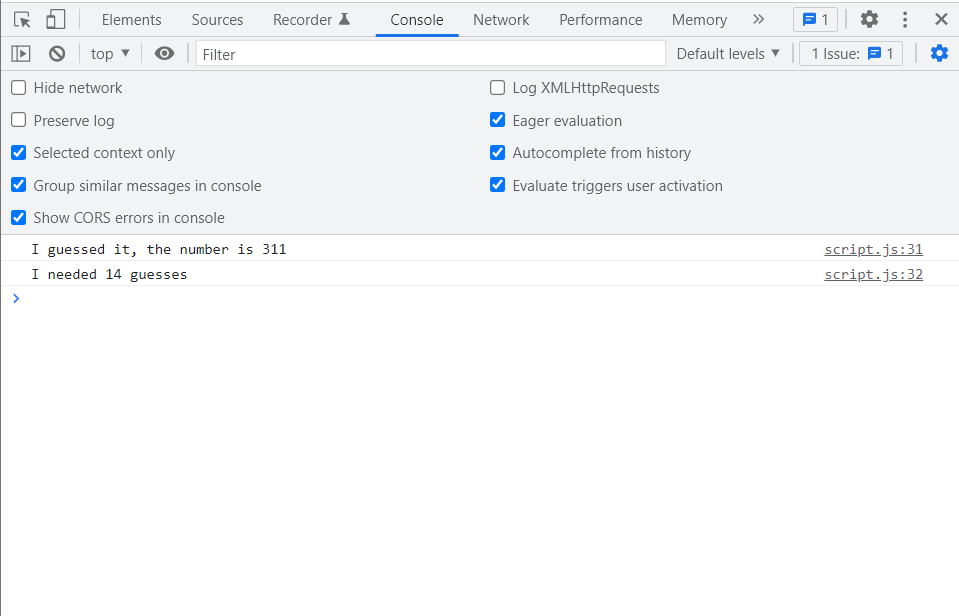 Elements Sources Recorder Console Network Performance Memory 1
top Filter Default levels 1 Issue: 1
Hide network Log XMLHttpRequests
Preserve log Eager evaluation
Selected context only Autocomplete from history
Group similar messages in console Evaluate triggers user activation
Show CORS errors in console
I guessed it, the number is 311 script.js:31
I needed 14 guesses script.js:32